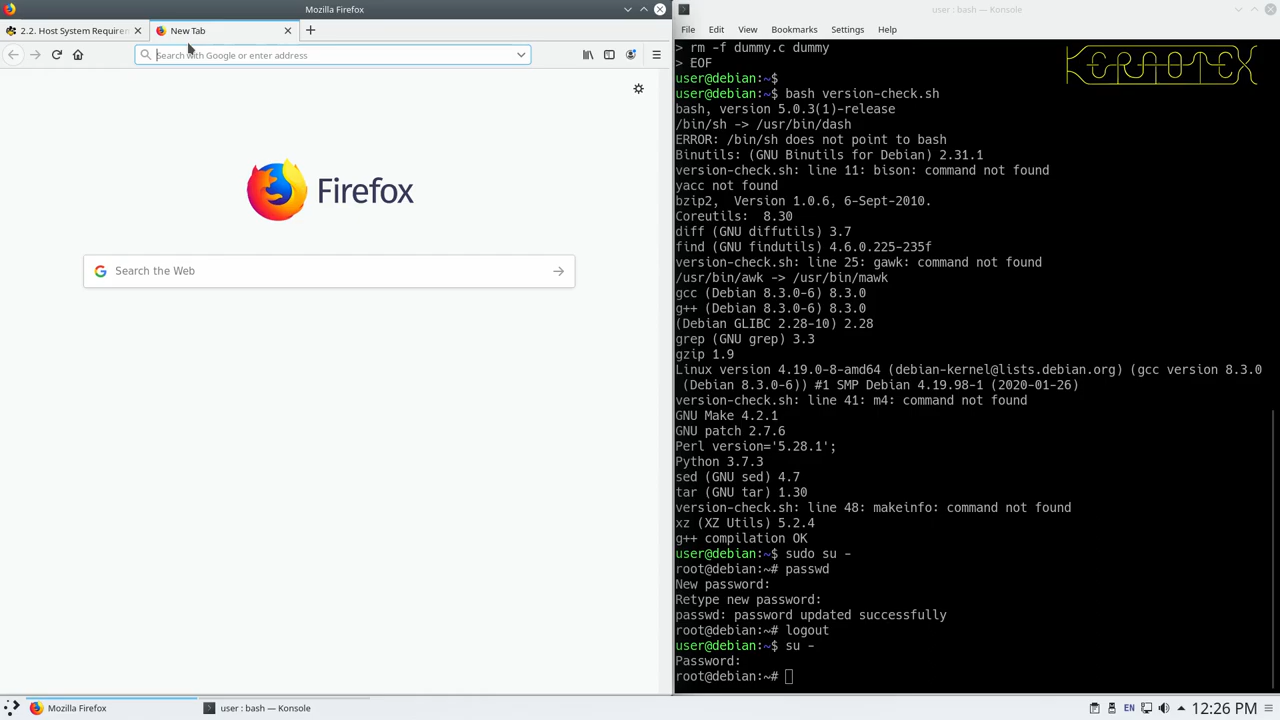 Mozilla Firefox
2.2. Host System Require
New Tab
Search with Google or enter address
Firefox
Search the Web
user : bash — Konsole
File Edit View Bookmarks Settings Help
KERNOTEX
> rm -f dummy.c dummy
> EOF
user@debian:~$
user@debian:~$ bash version-check.sh
bash, version 5.0.3(1)-release
/bin/sh -> /usr/bin/dash
ERROR: /bin/sh does not point to bash
Binutils: (GNU Binutils for Debian) 2.31.1
version-check.sh: line 11: bison: command not found
yacc not found
bzip2,  Version 1.0.6, 6-Sept-2010.
Coreutils:  8.30
diff (GNU diffutils) 3.7
find (GNU findutils) 4.6.0.225-235f
version-check.sh: line 25: gawk: command not found
/usr/bin/awk -> /usr/bin/mawk
gcc (Debian 8.3.0-6) 8.3.0
g++ (Debian 8.3.0-6) 8.3.0
(Debian GLIBC 2.28-10) 2.28
grep (GNU grep) 3.3
gzip 1.9
Linux version 4.19.0-8-amd64 (debian-kernel@lists.debian.org) (gcc version 8.3.0
 (Debian 8.3.0-6)) #1 SMP Debian 4.19.98-1 (2020-01-26)
version-check.sh: line 41: m4: command not found
GNU Make 4.2.1
GNU patch 2.7.6
Perl version='5.28.1';
Python 3.7.3
sed (GNU sed) 4.7
tar (GNU tar) 1.30
version-check.sh: line 48: makeinfo: command not found
xz (XZ Utils) 5.2.4
g++ compilation OK
user@debian:~$ sudo su -
root@debian:~# passwd
New password:
Retype new password:
passwd: password updated successfully
root@debian:~# logout
user@debian:~$ su -
Password:
root@debian:~#
Mozilla Firefox
user : bash — Konsole
EN
12:26 PM